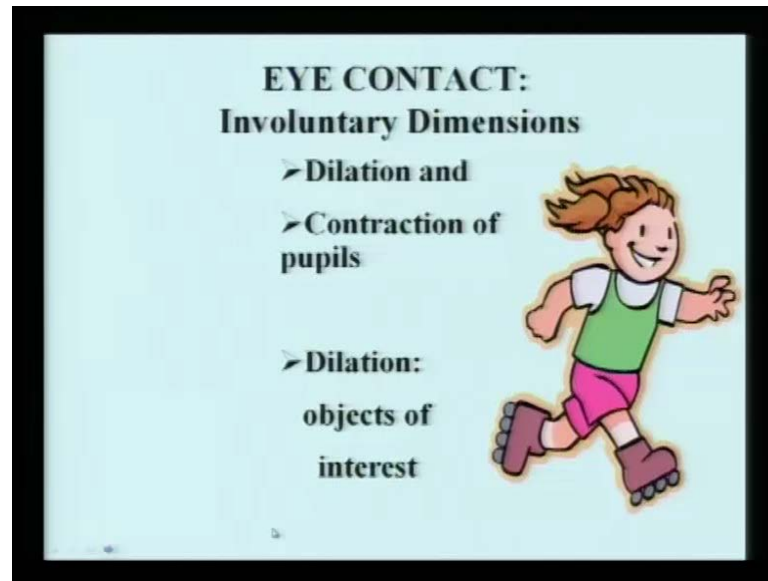 EYE CONTACT:
Involuntary Dimensions
➢Dilation and
➢Contraction of
pupils
➢Dilation:
objects of
interest